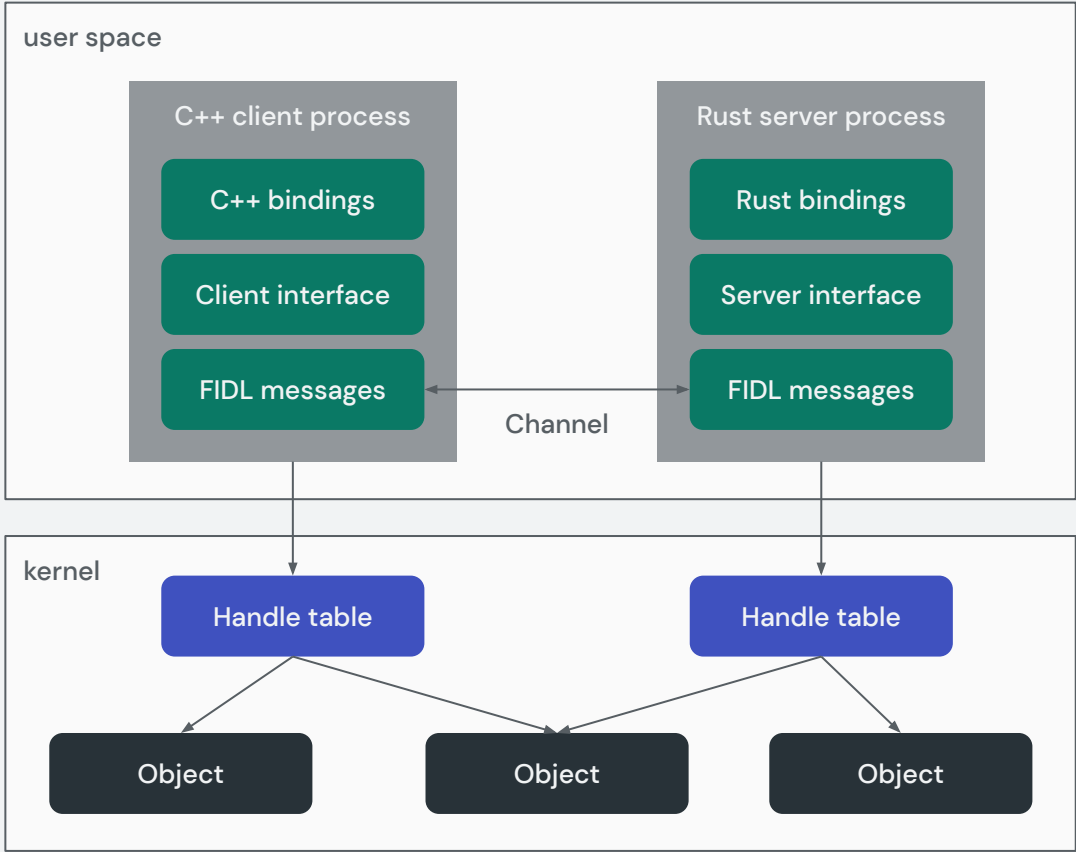 user space
C++ client process
Rust server process
C++ bindings
Rust bindings
Client interface
Server interface
FIDL messages
FIDL messages
Channel
kernel
Handle table
Handle table
Object
Object
Object